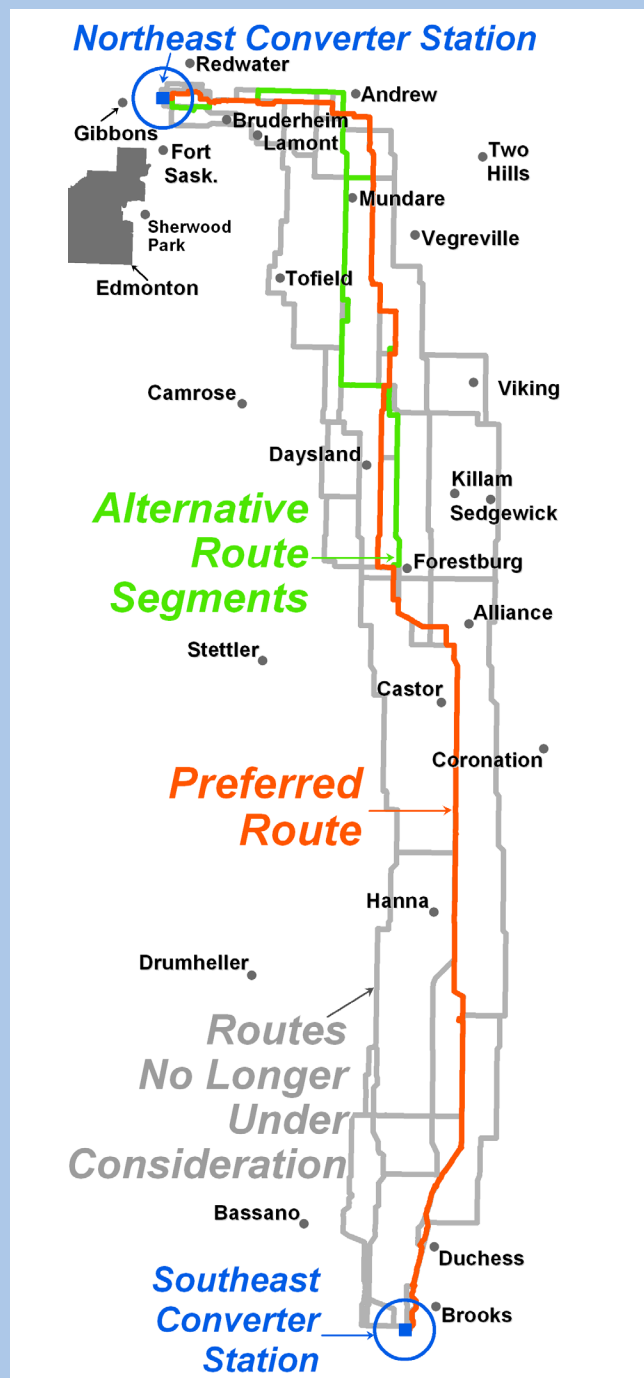 Northeast Converter Station
Redwater
Andrew
Gibbons
Bruderheim
Lamont
Fort
Sask.
Two
Hills
Mundare
Sherwood
Park
Vegreville
Tofield
Edmonton
Camrose
Viking
Daysland
Killam
Sedgewick
Alternative
Route
Segments
Forestburg
Alliance
Stettler
Castor
Coronation
Preferred
Route
Hanna
Drumheller
Routes
No Longer
Under
Consideration
Bassano
Duchess
Southeast
Converter
Station
Brooks